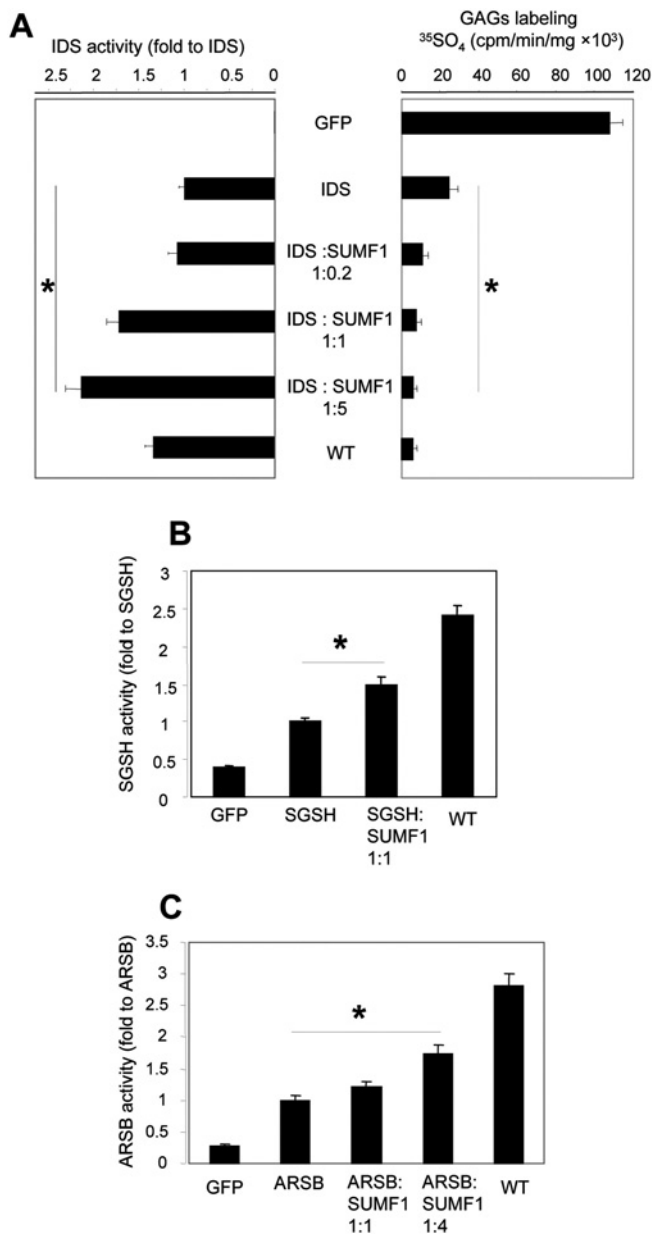 A
IDS activity (fold to IDS)
GAGs labeling
³⁵SO₄ (cpm/min/mg ×10³)
2.5 2 1.5 1 0.5 0
0 20 40 60 80 100 120
GFP
IDS
IDS :SUMF1
1:0.2
IDS : SUMF1
1:1
IDS : SUMF1
1:5
WT
*
*
B
SGSH activity (fold to SGSH)
3
2.5
2
1.5
1
0.5
0
*
GFP SGSH SGSH: WT
SUMF1
1:1
C
ARSB activity (fold to ARSB)
3.5
3
2.5
2
1.5
1
0.5
0
*
GFP ARSB ARSB: ARSB: WT
SUMF1 SUMF1
1:1 1:4